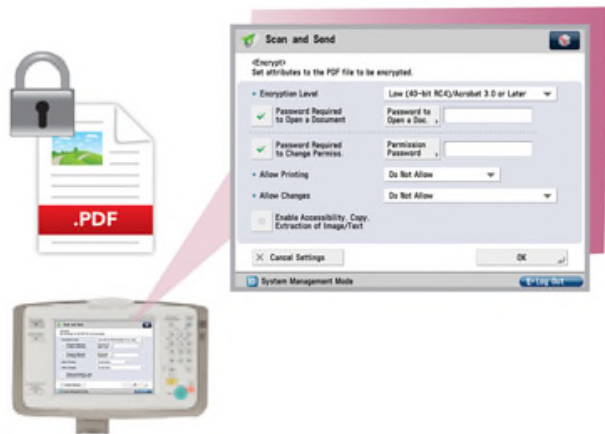 Scan and Send
<Encrypt>
Set attributes to the PDF file to be encrypted.
Encryption Level
Low (40-bit RC4)/Acrobat 3.0 or Later
Password Required
to Open a Document
Password to
Open a Doc.
Password Required
to Change Permiss.
Permission
Password
Allow Printing
Do Not Allow
Allow Changes
Do Not Allow
Enable Accessibility, Copy,
Extraction of Image/Text
Cancel Settings
OK
System Management Mode
Log Out
.PDF
Scan and Send